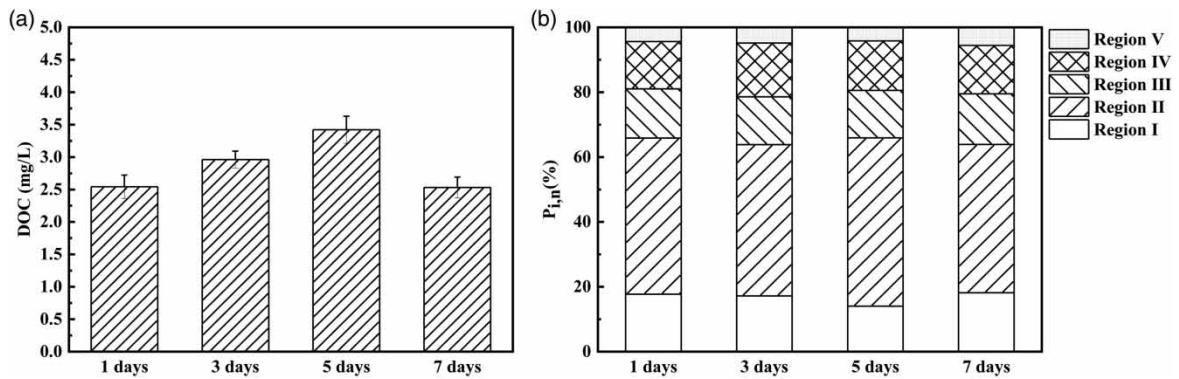 (a)
5.0
4.5
4.0
3.5
3.0
2.5
2.0
1.5
1.0
0.5
0.0
DOC (mg/L)
1 days 3 days 5 days 7 days
(b)
100
80
60
40
20
0
Pi,n(%)
1 days 3 days 5 days 7 days
Region V
Region IV
Region III
Region II
Region I